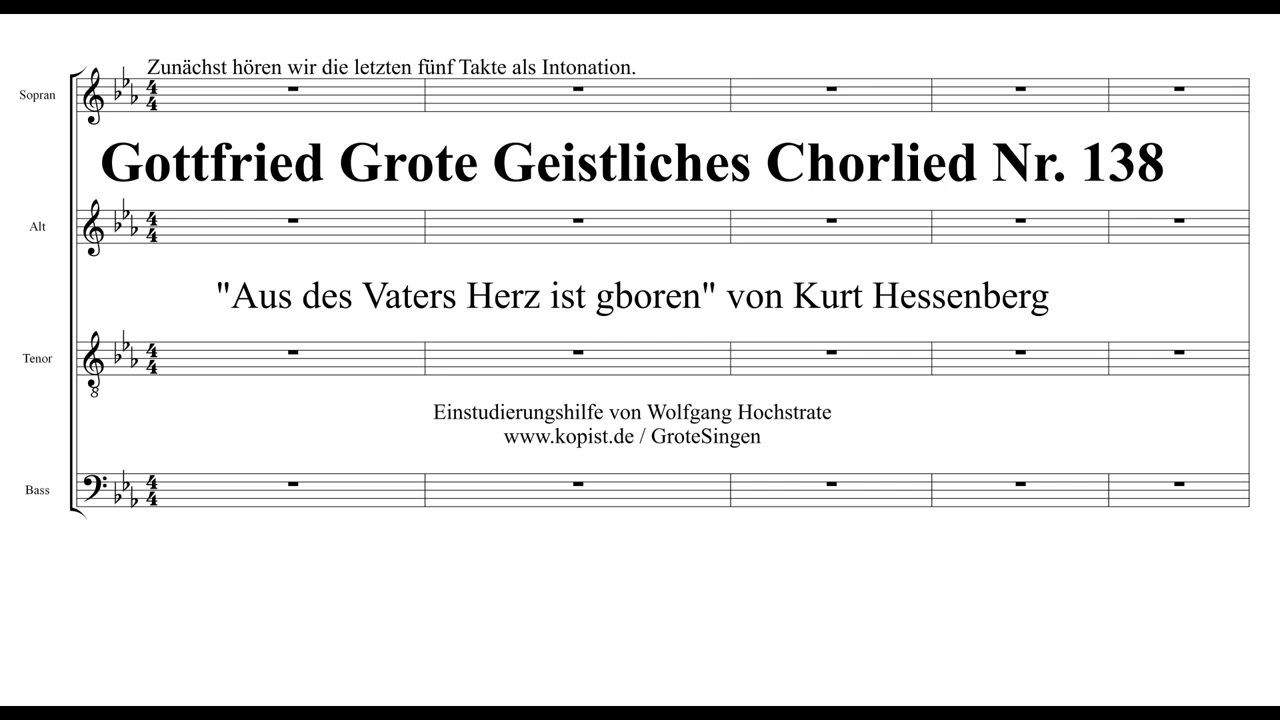 Zunächst hören wir die letzten fünf Takte als Intonation.
Sopran
Gottfried Grote Geistliches Chorlied Nr. 138
Alt
"Aus des Vaters Herz ist gboren" von Kurt Hessenberg
Tenor
8
Einstudierungshilfe von Wolfgang Hochstrate
www.kopist.de / GroteSingen
Bass